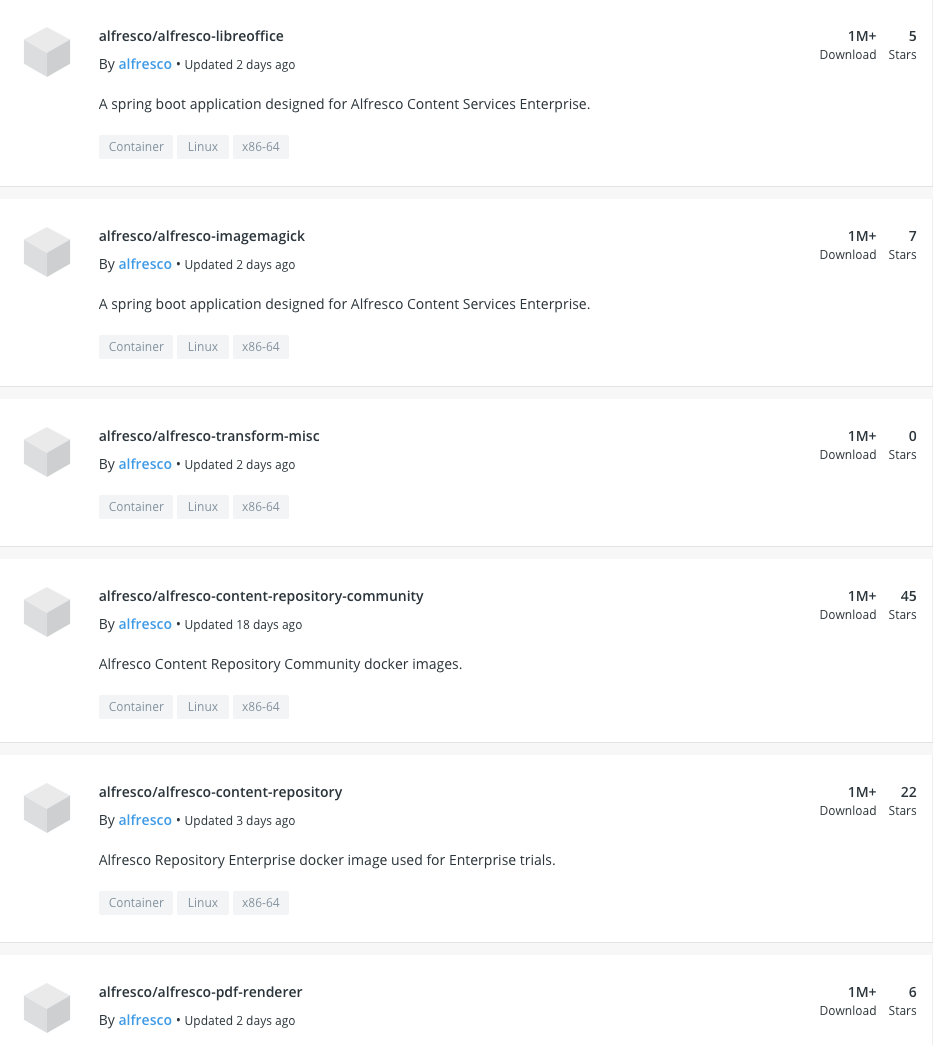 alfresco/alfresco-libreoffice 1M+ 5
By alfresco • Updated 2 days ago Download Stars
A spring boot application designed for Alfresco Content Services Enterprise.
Container Linux x86-64
alfresco/alfresco-imagemagick 1M+ 7
By alfresco • Updated 2 days ago Download Stars
A spring boot application designed for Alfresco Content Services Enterprise.
Container Linux x86-64
alfresco/alfresco-transform-misc 1M+ 0
By alfresco • Updated 2 days ago Download Stars
Container Linux x86-64
alfresco/alfresco-content-repository-community 1M+ 45
By alfresco • Updated 18 days ago Download Stars
Alfresco Content Repository Community docker images.
Container Linux x86-64
alfresco/alfresco-content-repository 1M+ 22
By alfresco • Updated 3 days ago Download Stars
Alfresco Repository Enterprise docker image used for Enterprise trials.
Container Linux x86-64
alfresco/alfresco-pdf-renderer 1M+ 6
By alfresco • Updated 2 days ago Download Stars